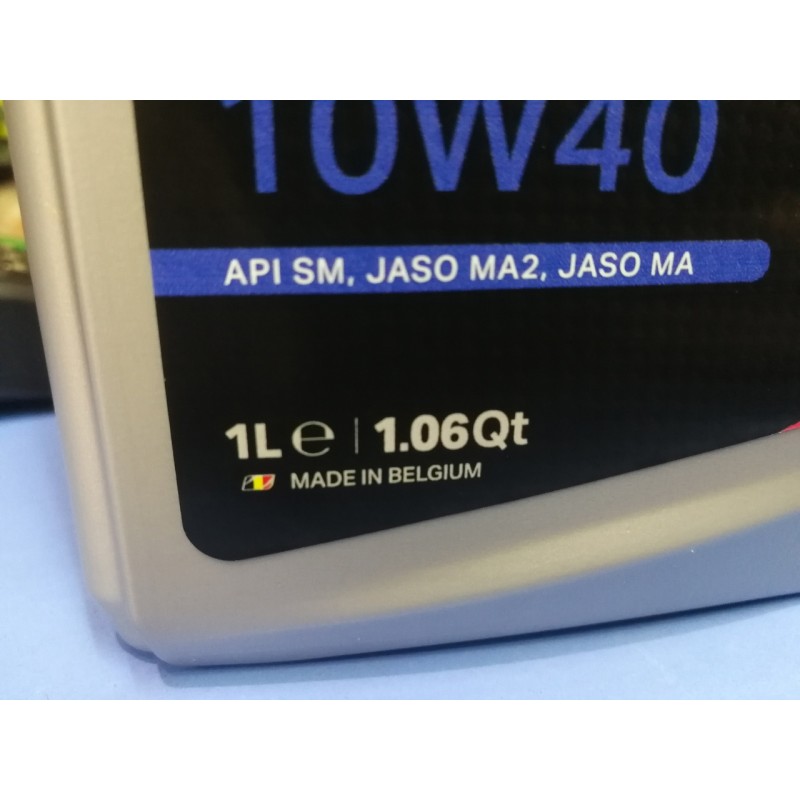 10W40
API SM, JASO MA2, JASO MA
1L ℮ | 1.06Qt
MADE IN BELGIUM